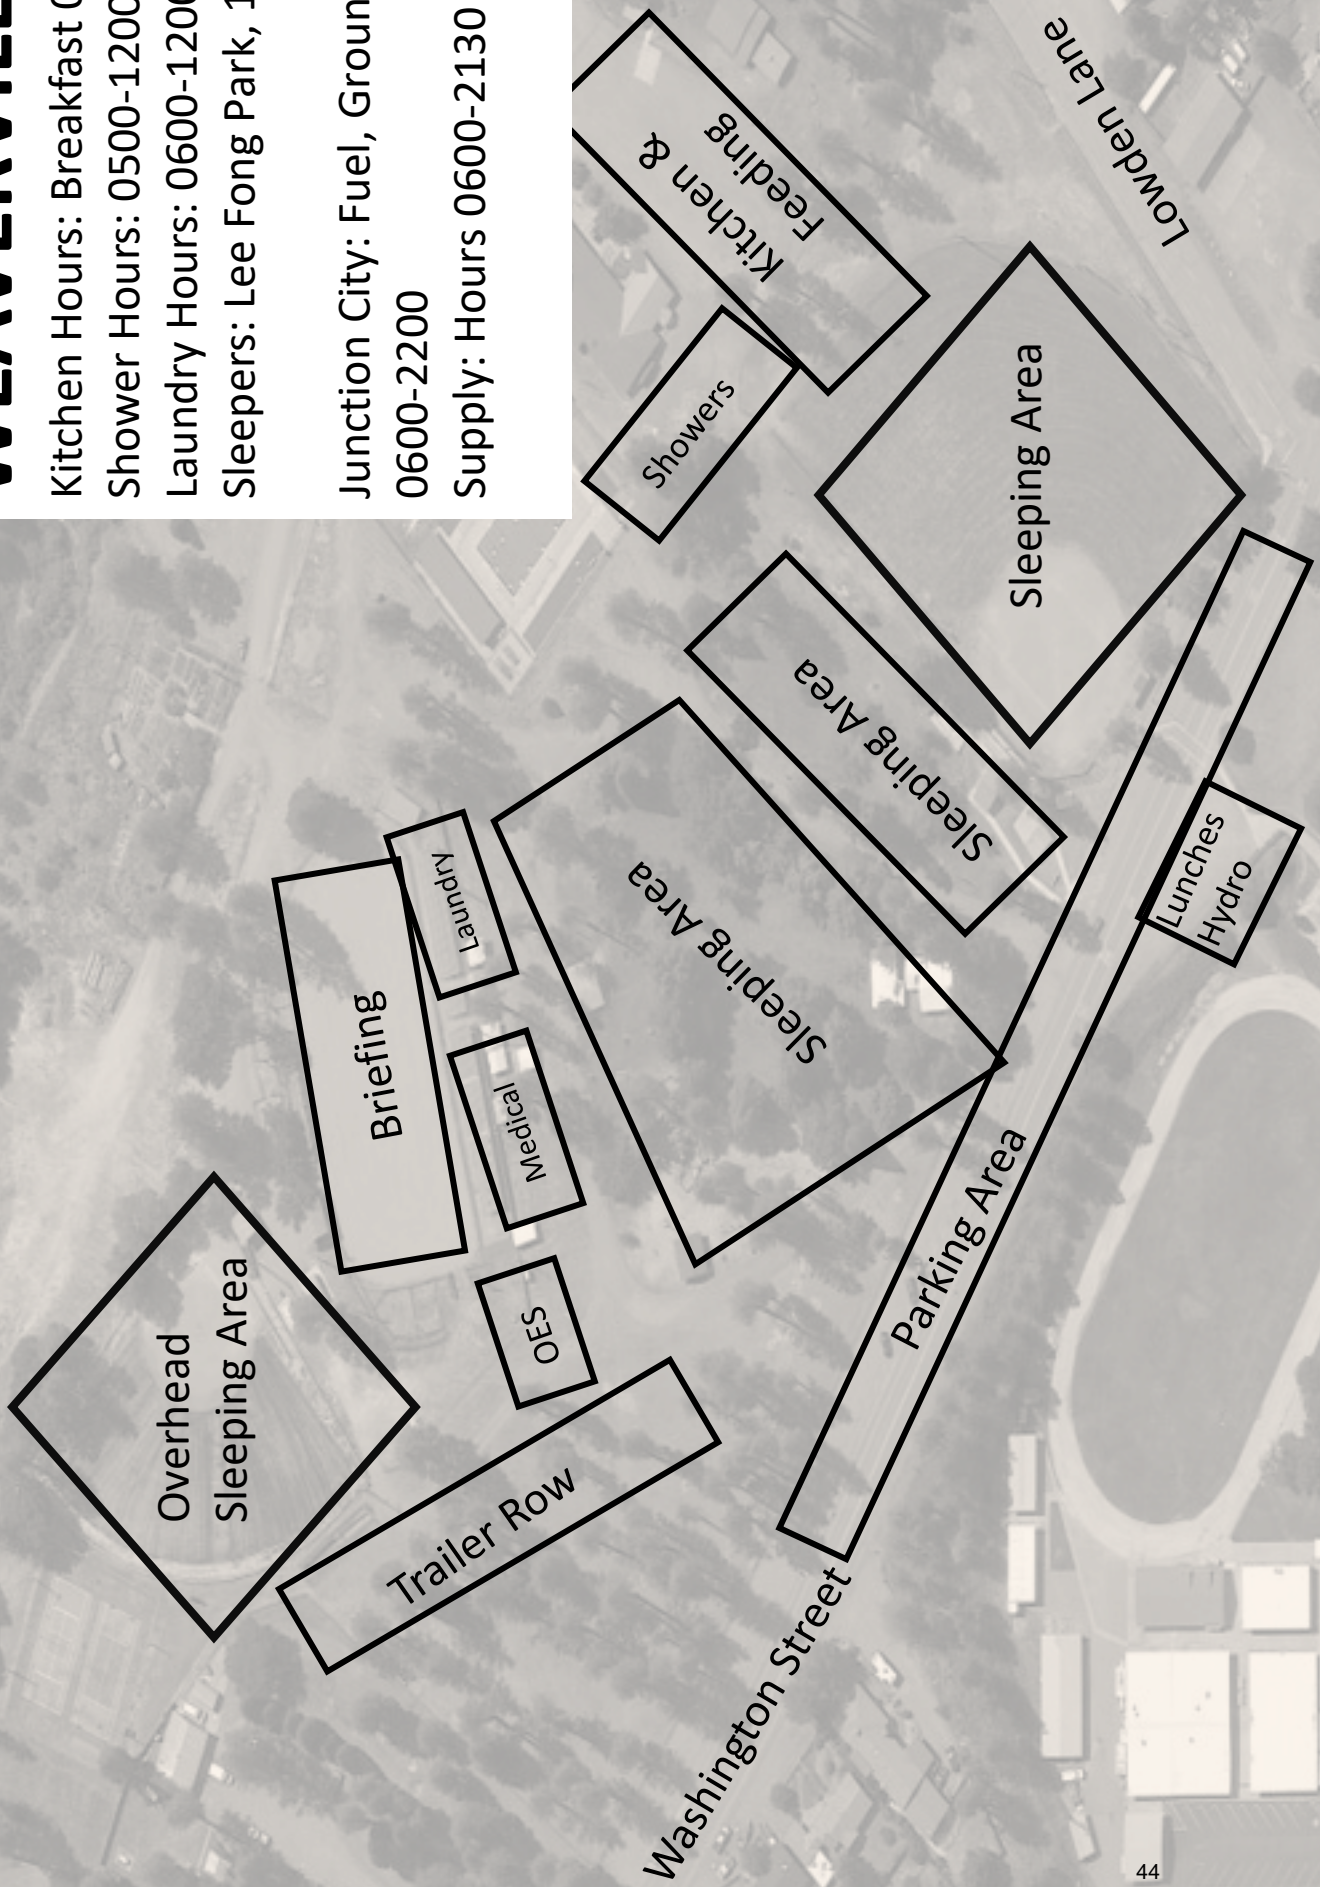 Kitchen Hours: Breakfast
Shower Hours: 0500-1200
Laundry Hours: 0600-1200
Sleepers: Lee Fong Park, 1
Junction City: Fuel, Groun
0600-2200
Supply: Hours 0600-2130
Kitchen &
Feeding
Lowden Lane
Showers
Sleeping Area
Sleeping Area
Sleeping Area
Laundry
Briefing
Medical
OES
Overhead
Sleeping Area
Trailer Row
Parking Area
Lunches
Hydro
Washington Street
44